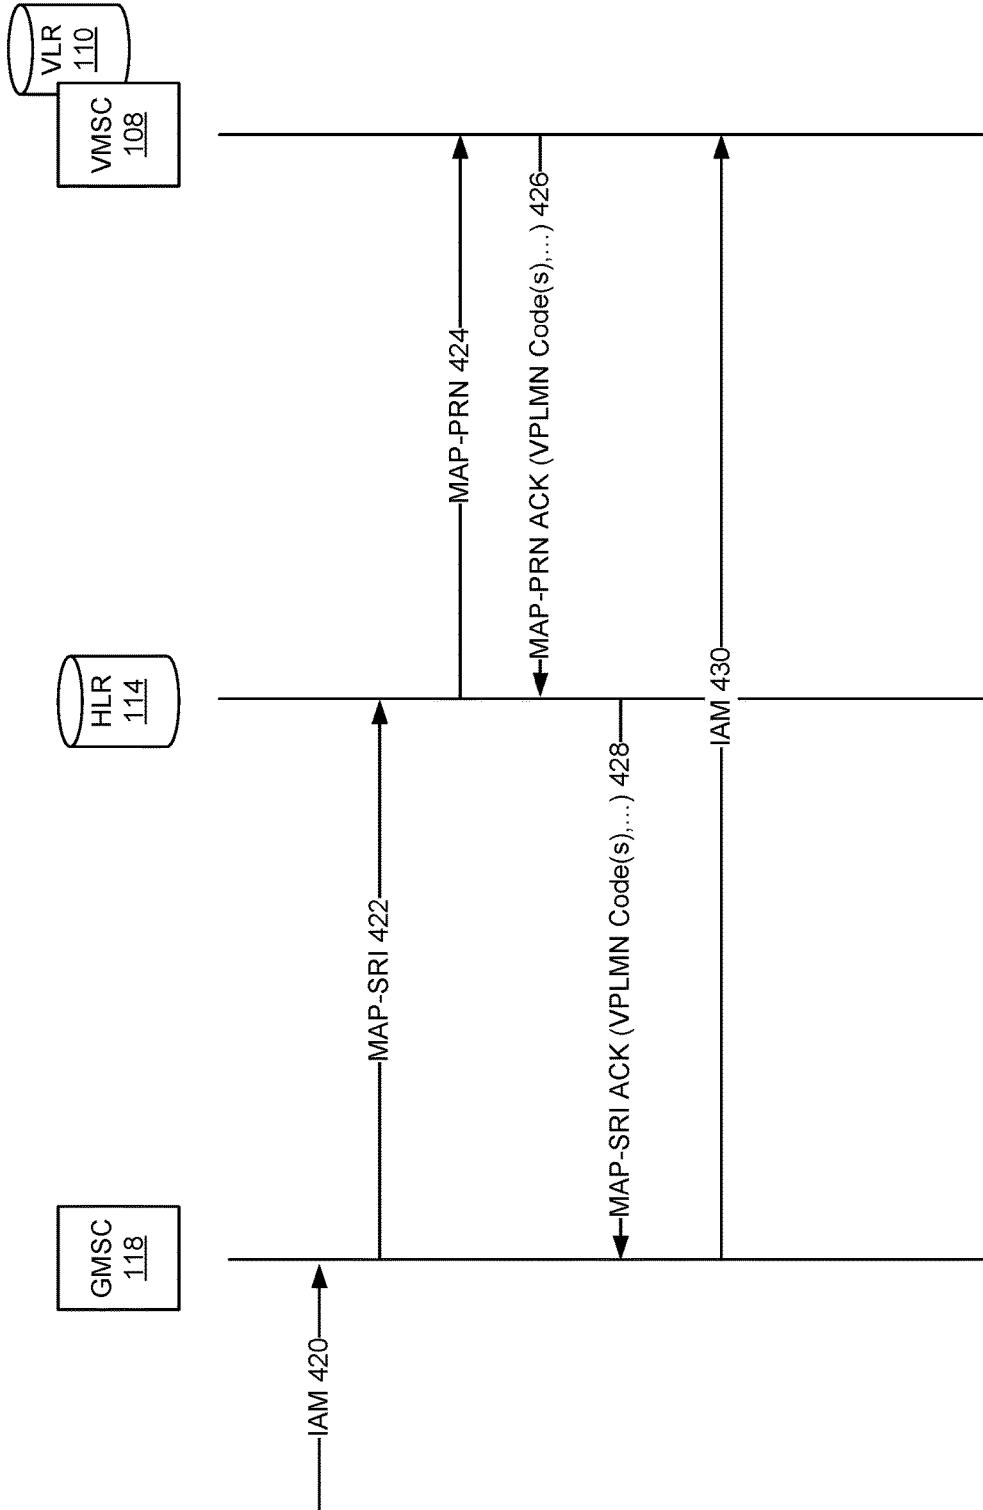 GMSC
118
HLR
114
VMSC
108
VLR
110
IAM 420
MAP-SRI 422
MAP-PRN 424
MAP-PRN ACK (VPLMN Code(s),...) 426
MAP-SRI ACK (VPLMN Code(s),...) 428
IAM 430